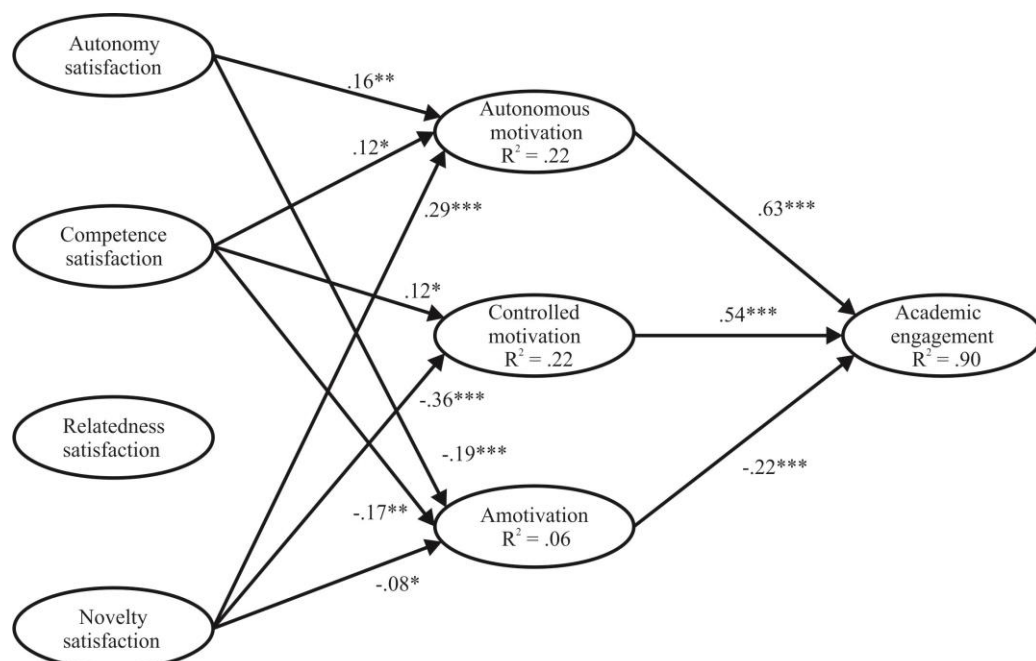 Autonomy
satisfaction
.16**
Autonomous
motivation
R² = .22
.12*
.29***
.63***
Competence
satisfaction
.12*
Controlled
motivation
R² = .22
.54***
Academic
engagement
R² = .90
-.36***
Relatedness
satisfaction
-.19***
-.22***
-.17**
Amotivation
R² = .06
-.08*
Novelty
satisfaction